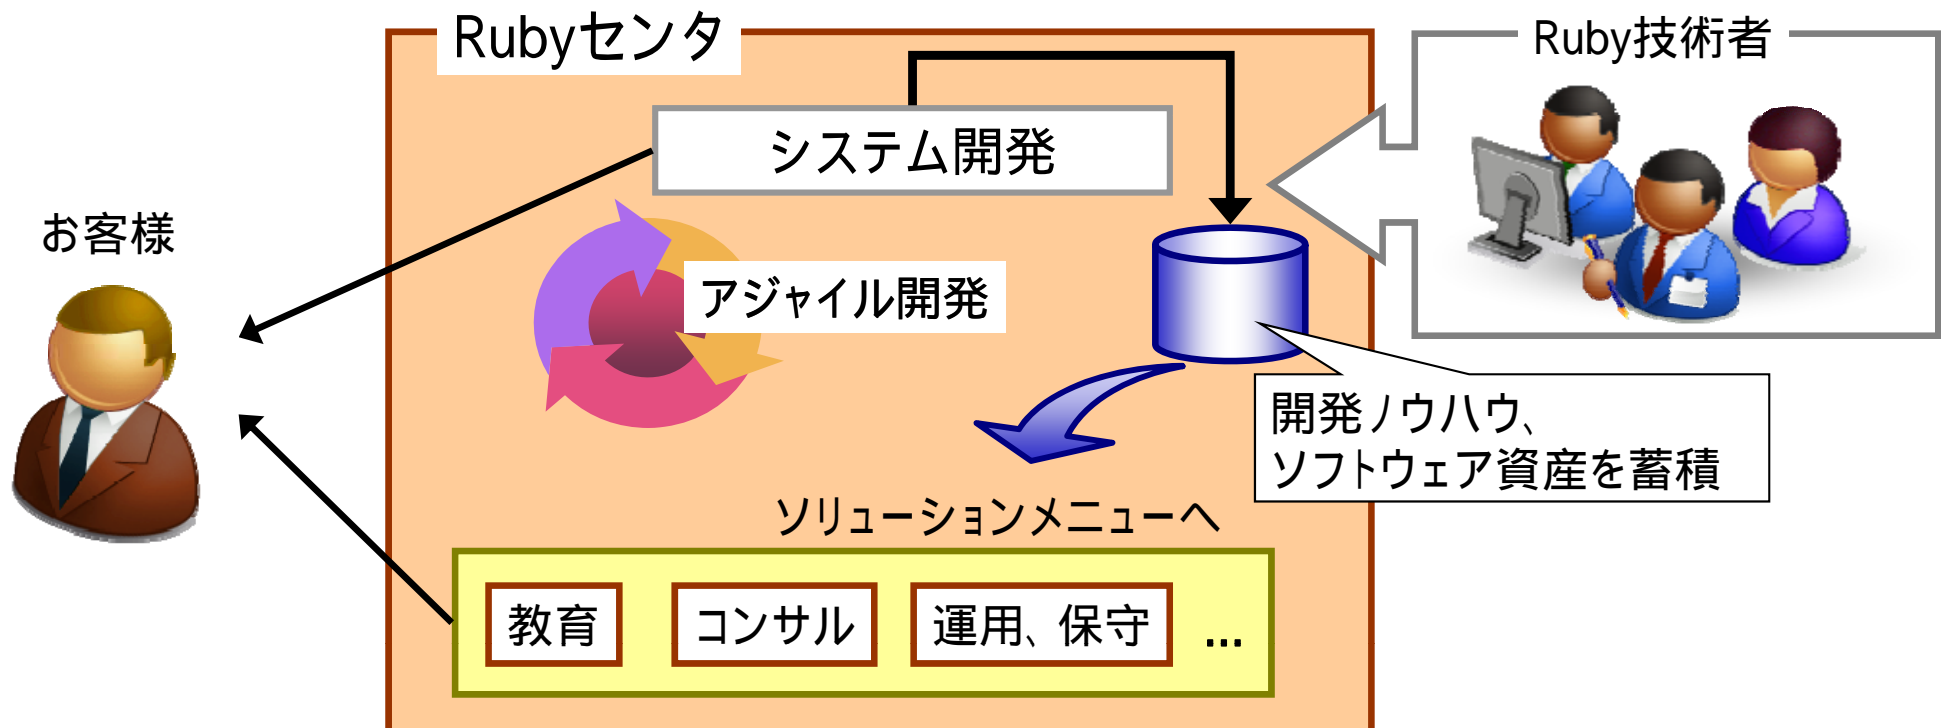 Rubyセンタ
Ruby技術者
システム開発
お客様
アジャイル開発
開発ノウハウ、
ソフトウェア資産を蓄積
ソリューションメニューへ
教育
コンサル
運用、保守
...